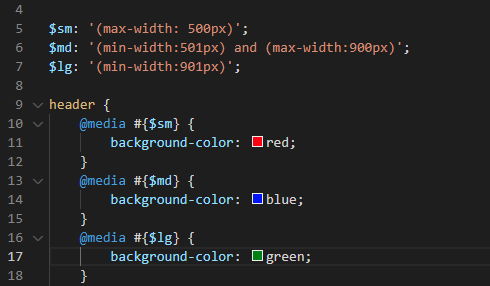 4
5 $sm: '(max-width: 500px)';
6 $md: '(min-width:501px) and (max-width:900px)';
7 $lg: '(min-width:901px)';
8
9 header {
10 @media #{$sm} {
11 background-color: red;
12 }
13 @media #{$md} {
14 background-color: blue;
15 }
16 @media #{$lg} {
17 background-color: green;
18 }